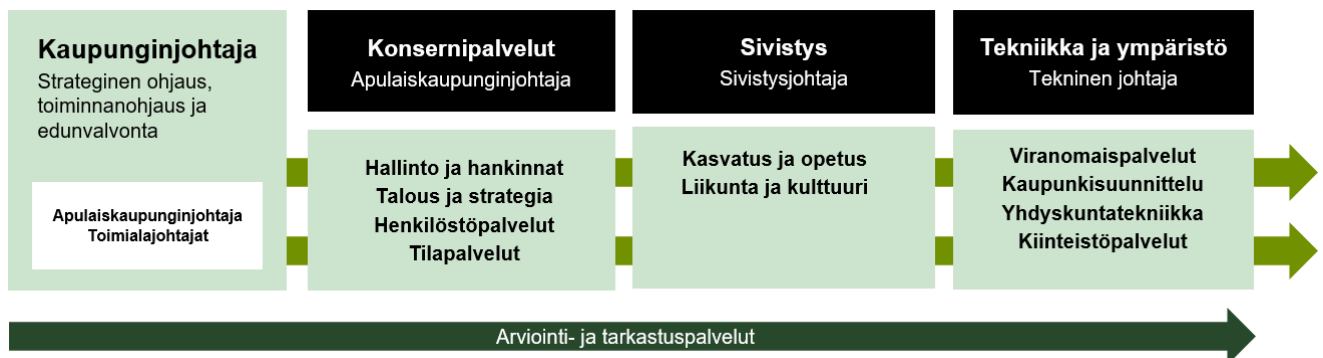 Kaupunginjohtaja
Strateginen ohjaus,
toiminnanohjaus ja
edunvalvonta
Apulaiskaupunginjohtaja
Toimialajohtajat
Konsernipalvelut
Apulaiskaupunginjohtaja
Hallinto ja hankinnat
Talous ja strategia
Henkilöstöpalvelut
Tilapalvelut
Sivistys
Sivistysjohtaja
Kasvatus ja opetus
Liikunta ja kulttuuri
Tekniikka ja ympäristö
Tekninen johtaja
Viranomaispalvelut
Kaupunkisuunnittelu
Yhdyskuntatekniikka
Kiinteistöpalvelut
Arviointi- ja tarkastuspalvelut